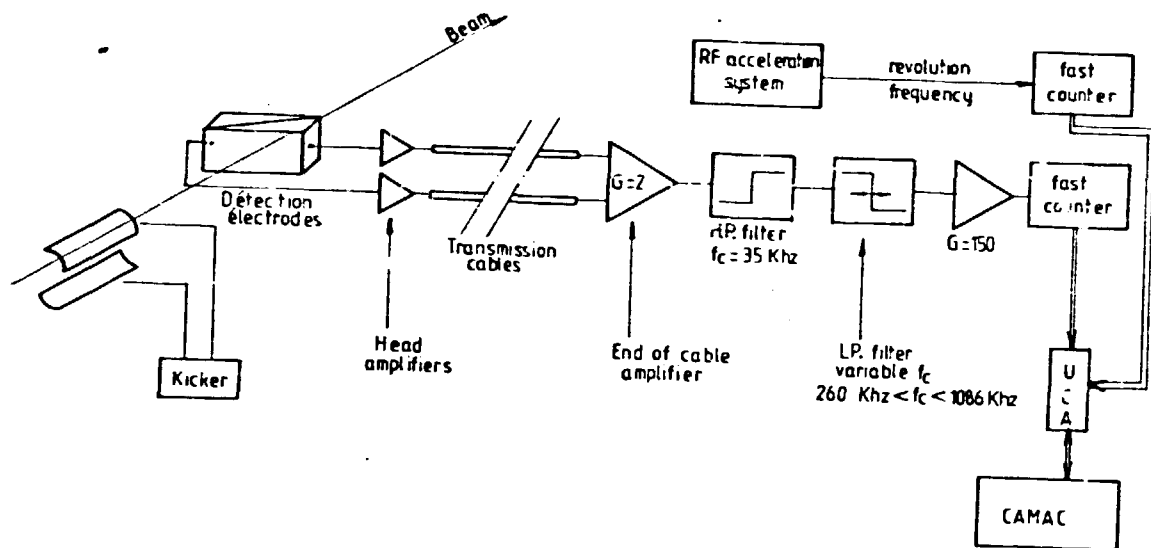 Beam
RF acceleration
system
revolution
frequency
fast
counter
G=2
Détection
électrodes
Transmission
cables
H.P. filter
fc = 35 Khz
G=150
fast
counter
Head
amplifiers
End of cable
amplifier
L.P. filter
variable fc
260 Khz < fc < 1086 Khz
Kicker
U
C
A
CAMAC